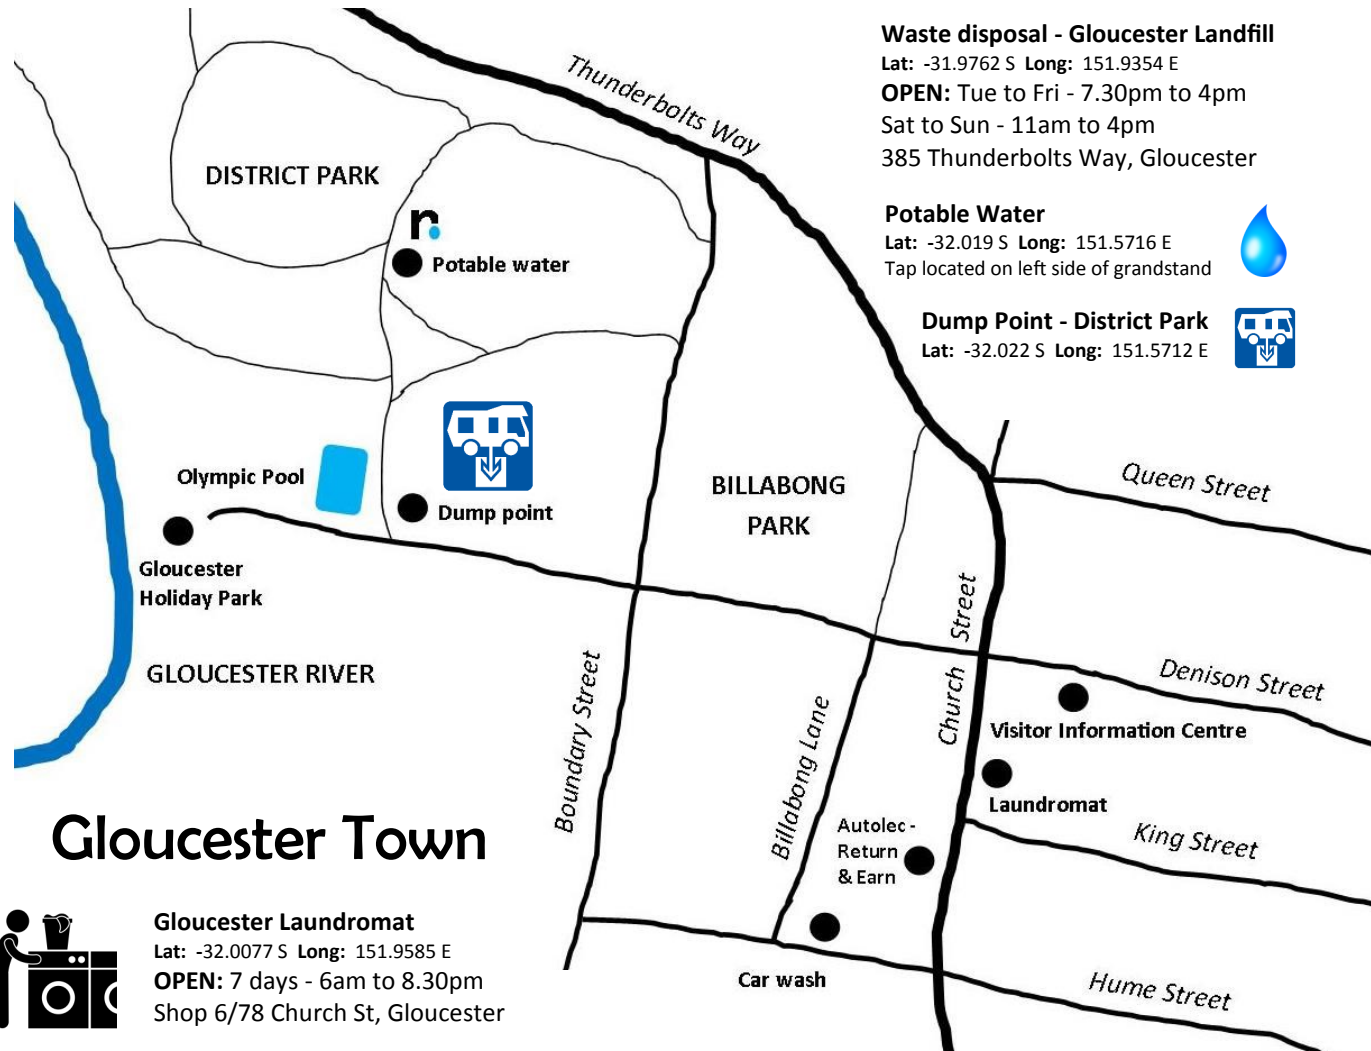 Thunderbolts Way
Waste disposal - Gloucester Landfill
Lat: -31.9762 S Long: 151.9354 E
OPEN: Tue to Fri - 7.30pm to 4pm
Sat to Sun - 11am to 4pm
385 Thunderbolts Way, Gloucester
Potable Water
Lat: -32.019 S Long: 151.5716 E
Tap located on left side of grandstand
Dump Point - District Park
Lat: -32.022 S Long: 151.5712 E
DISTRICT PARK
Potable water
Olympic Pool
Dump point
BILLABONG
PARK
Queen Street
Gloucester
Holiday Park
GLOUCESTER RIVER
Boundary Street
Billabong Lane
Church Street
Denison Street
Visitor Information Centre
Laundromat
King Street
Autolec -
Return
& Earn
Car wash
Hume Street
Gloucester Town
Gloucester Laundromat
Lat: -32.0077 S Long: 151.9585 E
OPEN: 7 days - 6am to 8.30pm
Shop 6/78 Church St, Gloucester